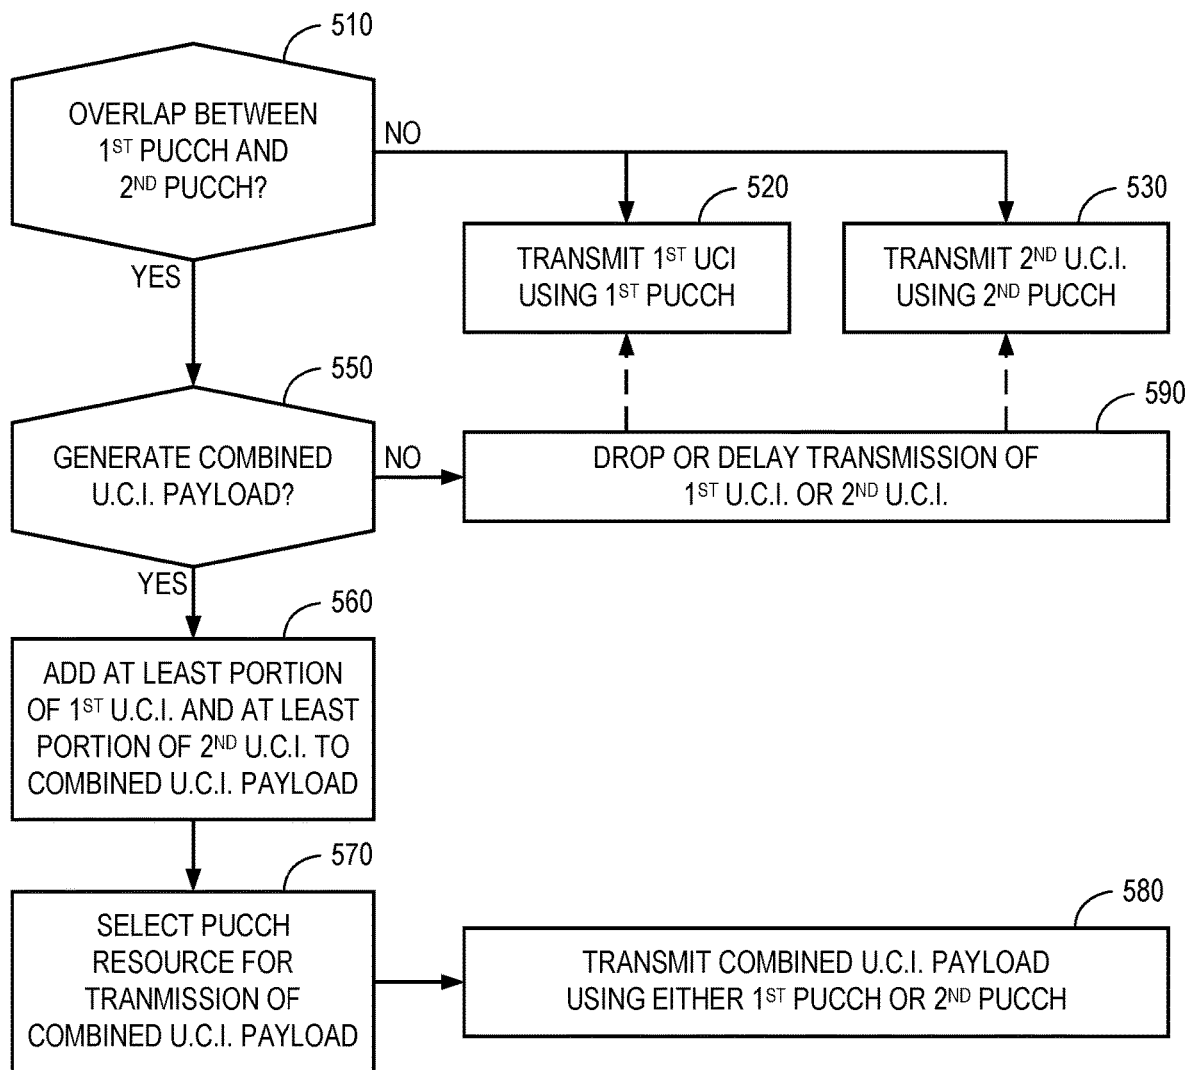 510
OVERLAP BETWEEN
1ST PUCCH AND
2ND PUCCH?
NO
YES
520
TRANSMIT 1ST UCI
USING 1ST PUCCH
530
TRANSMIT 2ND U.C.I.
USING 2ND PUCCH
550
GENERATE COMBINED
U.C.I. PAYLOAD?
NO
YES
590
DROP OR DELAY TRANSMISSION OF
1ST U.C.I. OR 2ND U.C.I.
560
ADD AT LEAST PORTION
OF 1ST U.C.I. AND AT LEAST
PORTION OF 2ND U.C.I. TO
COMBINED U.C.I. PAYLOAD
570
SELECT PUCCH
RESOURCE FOR
TRANMISSION OF
COMBINED U.C.I. PAYLOAD
580
TRANSMIT COMBINED U.C.I. PAYLOAD
USING EITHER 1ST PUCCH OR 2ND PUCCH